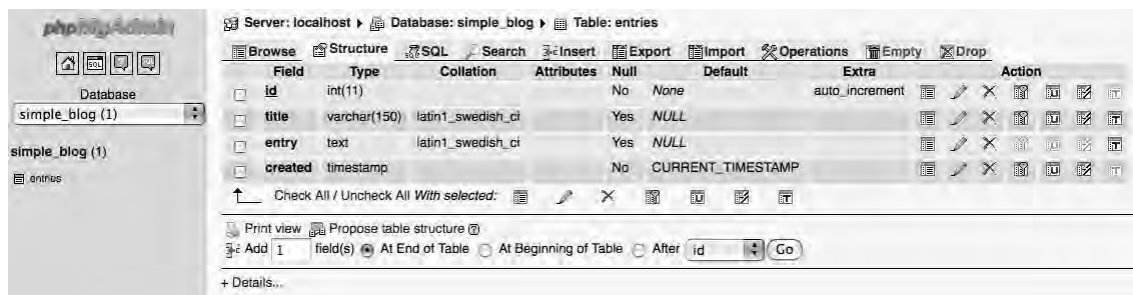 phpMyAdmin
Database
simple_blog (1)
simple_blog (1)
entries
Server: localhost ▸ Database: simple_blog ▸ Table: entries
Browse Structure SQL Search Insert Export Import Operations Empty Drop
Field Type Collation Attributes Null Default Extra Action
id int(11) No None auto_increment
title varchar(150) latin1_swedish_ci Yes NULL
entry text latin1_swedish_ci Yes NULL
created timestamp No CURRENT_TIMESTAMP
Check All / Uncheck All With selected:
Print view Propose table structure
Add 1 field(s) At End of Table At Beginning of Table After id Go
+ Details...